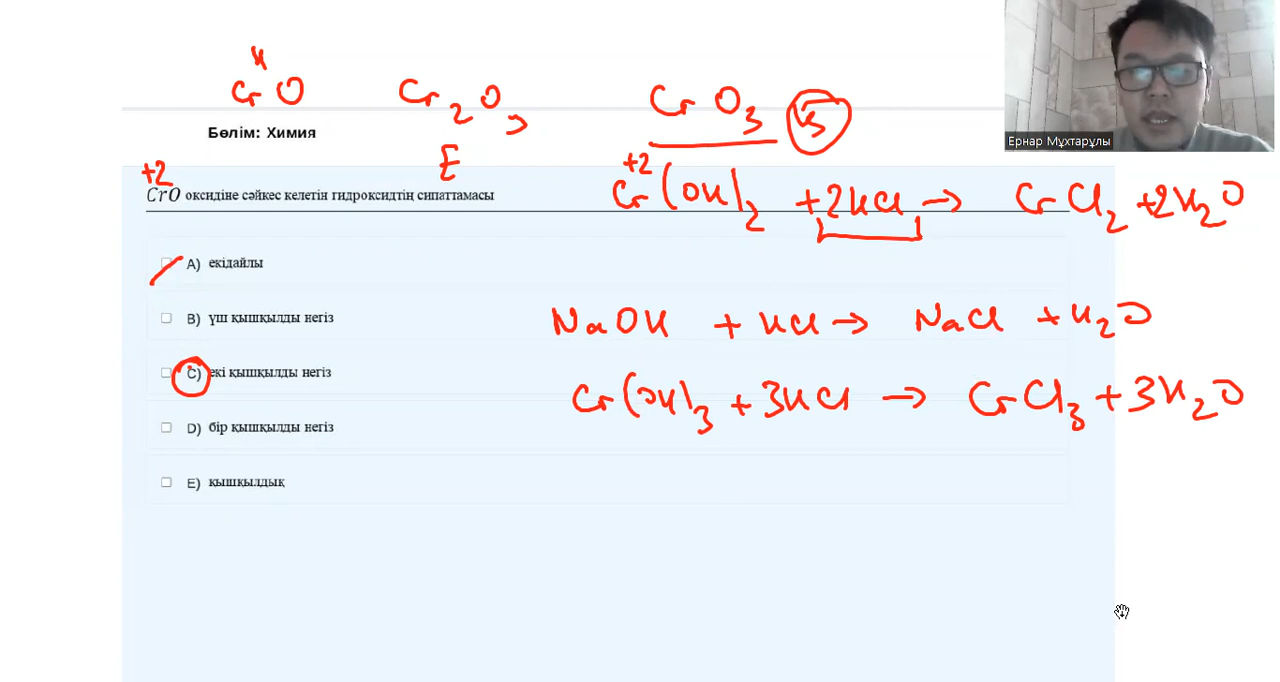 н
CrO Cr2O3 CrO3 к
Бөлім: Химия
E
Ернар Мұхтарұлы
+2
CrO оксидіне сәйкес келетін гидроксидтің сипаттамасы
+2
Cr(OH)2 +2HCl → CrCl2 +2H2O
A) екідайлы
B) үш қышқылды негіз
NaOH + HCl → NaCl + H2O
C) екі қышқылды негіз
Cr(OH)3 + 3HCl → CrCl3 + 3H2O
D) бір қышқылды негіз
E) қышқылдық